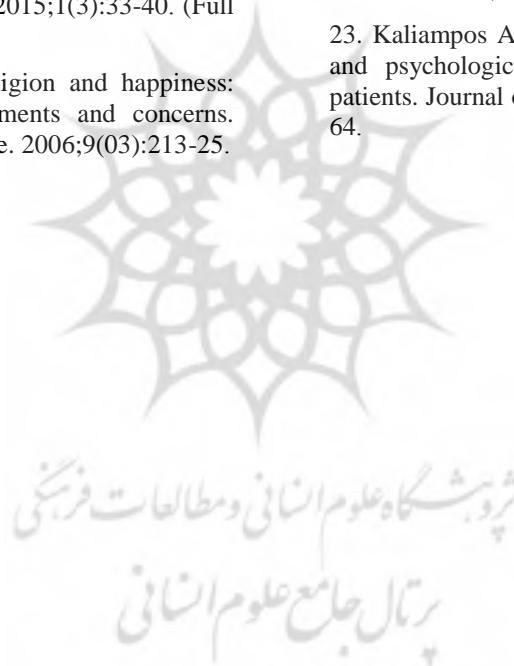 2015;1(3):33-40. (Full
igion and happiness:
ments and concerns.
e. 2006;9(03):213-25.
23. Kaliampos A
and psychologic
patients. Journal o
64.
پژوهشگاه علوم انسانی و مطالعات فرهنگی
پرتال جامع علوم انسانی